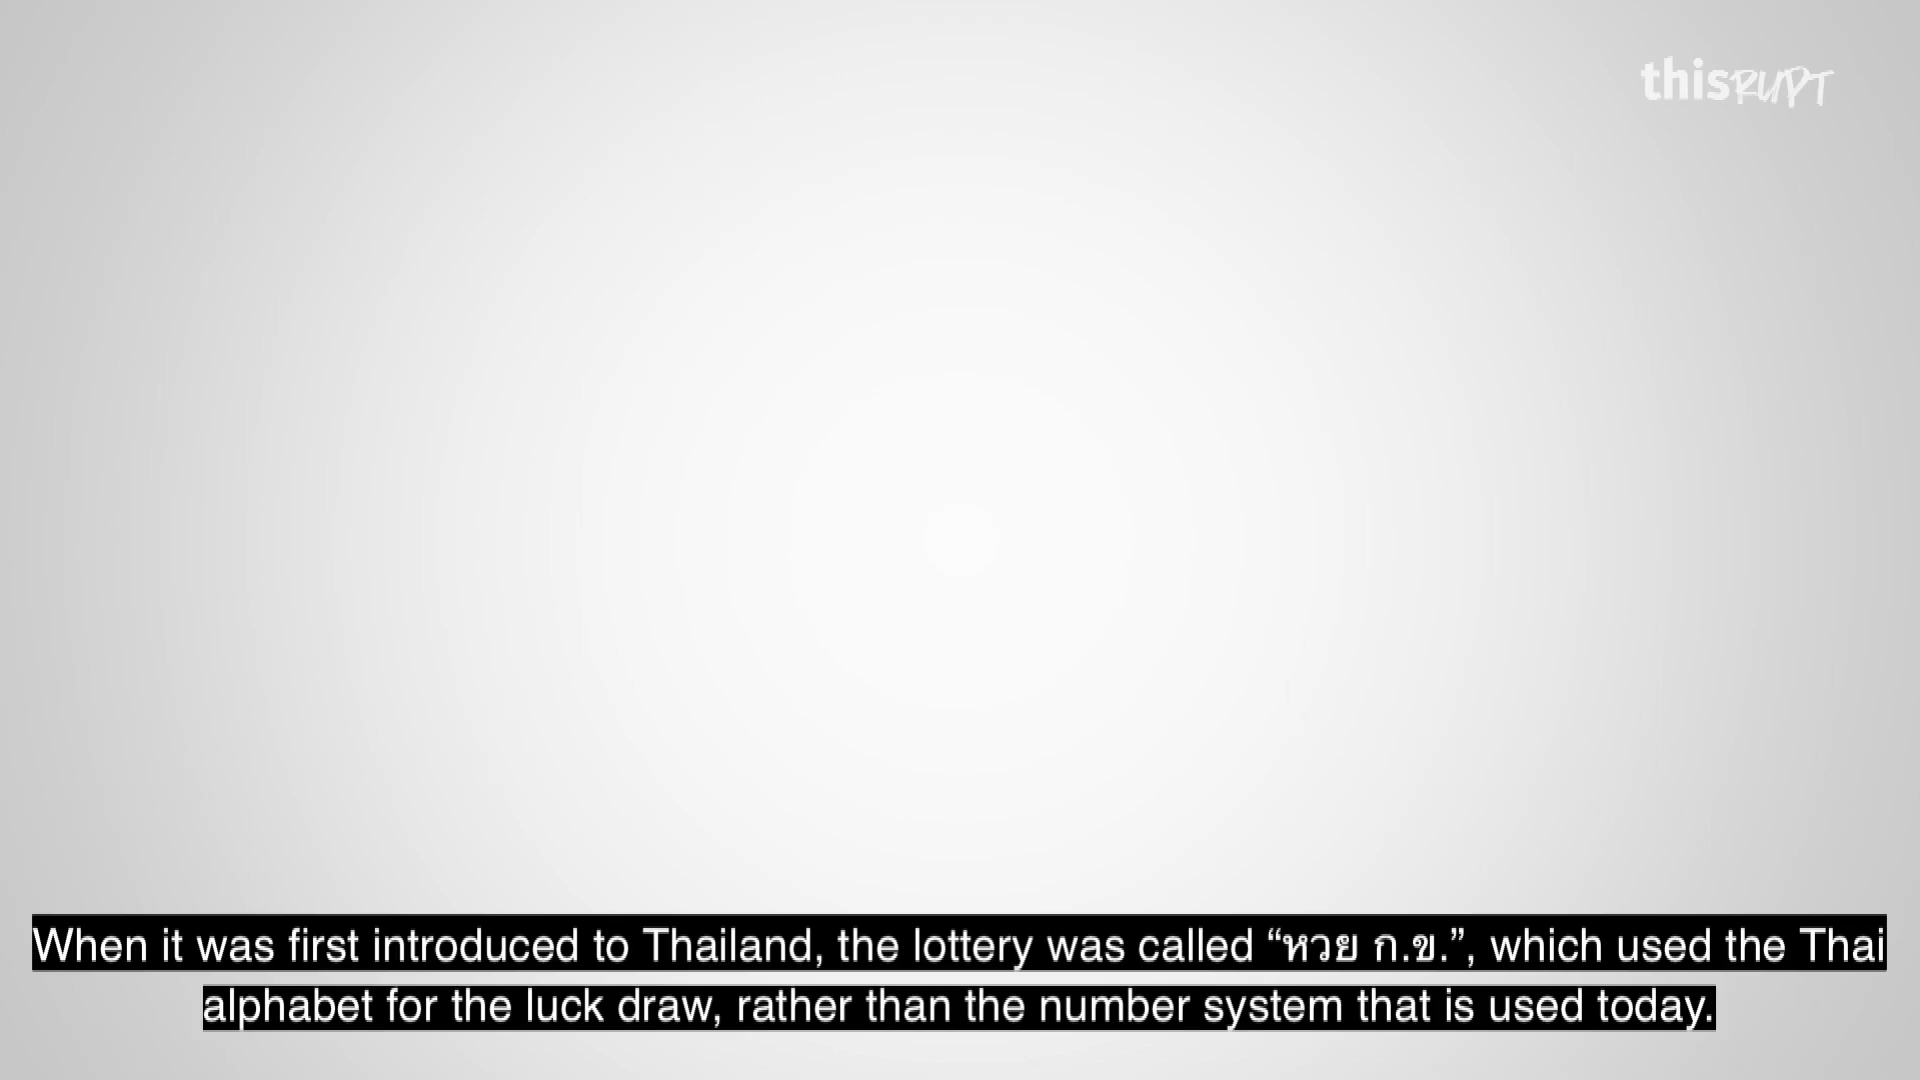 thisRUPT
When it was first introduced to Thailand, the lottery was called “หวย ก.ข.”, which used the Thai
alphabet for the luck draw, rather than the number system that is used today.